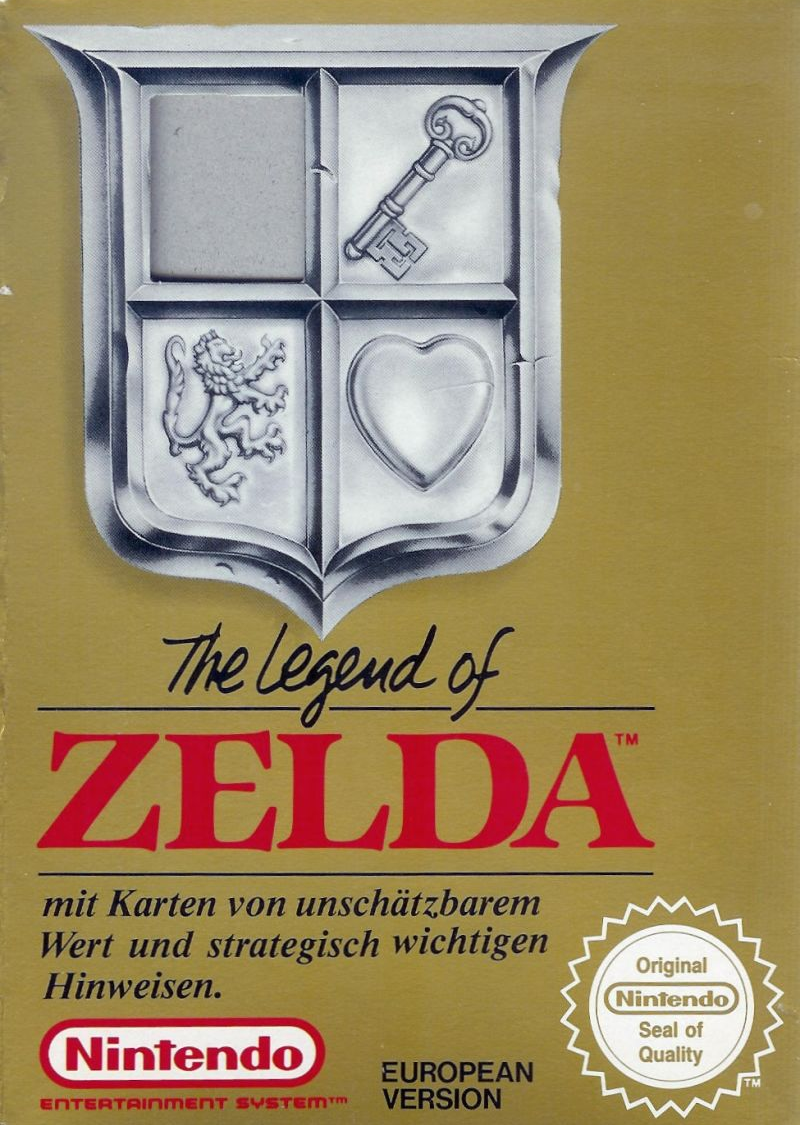 The Legend of
ZELDA™
mit Karten von unschätzbarem
Wert und strategisch wichtigen
Hinweisen.
Nintendo
ENTERTAINMENT SYSTEM™
EUROPEAN
VERSION
Original
Nintendo
Seal of
Quality
TM